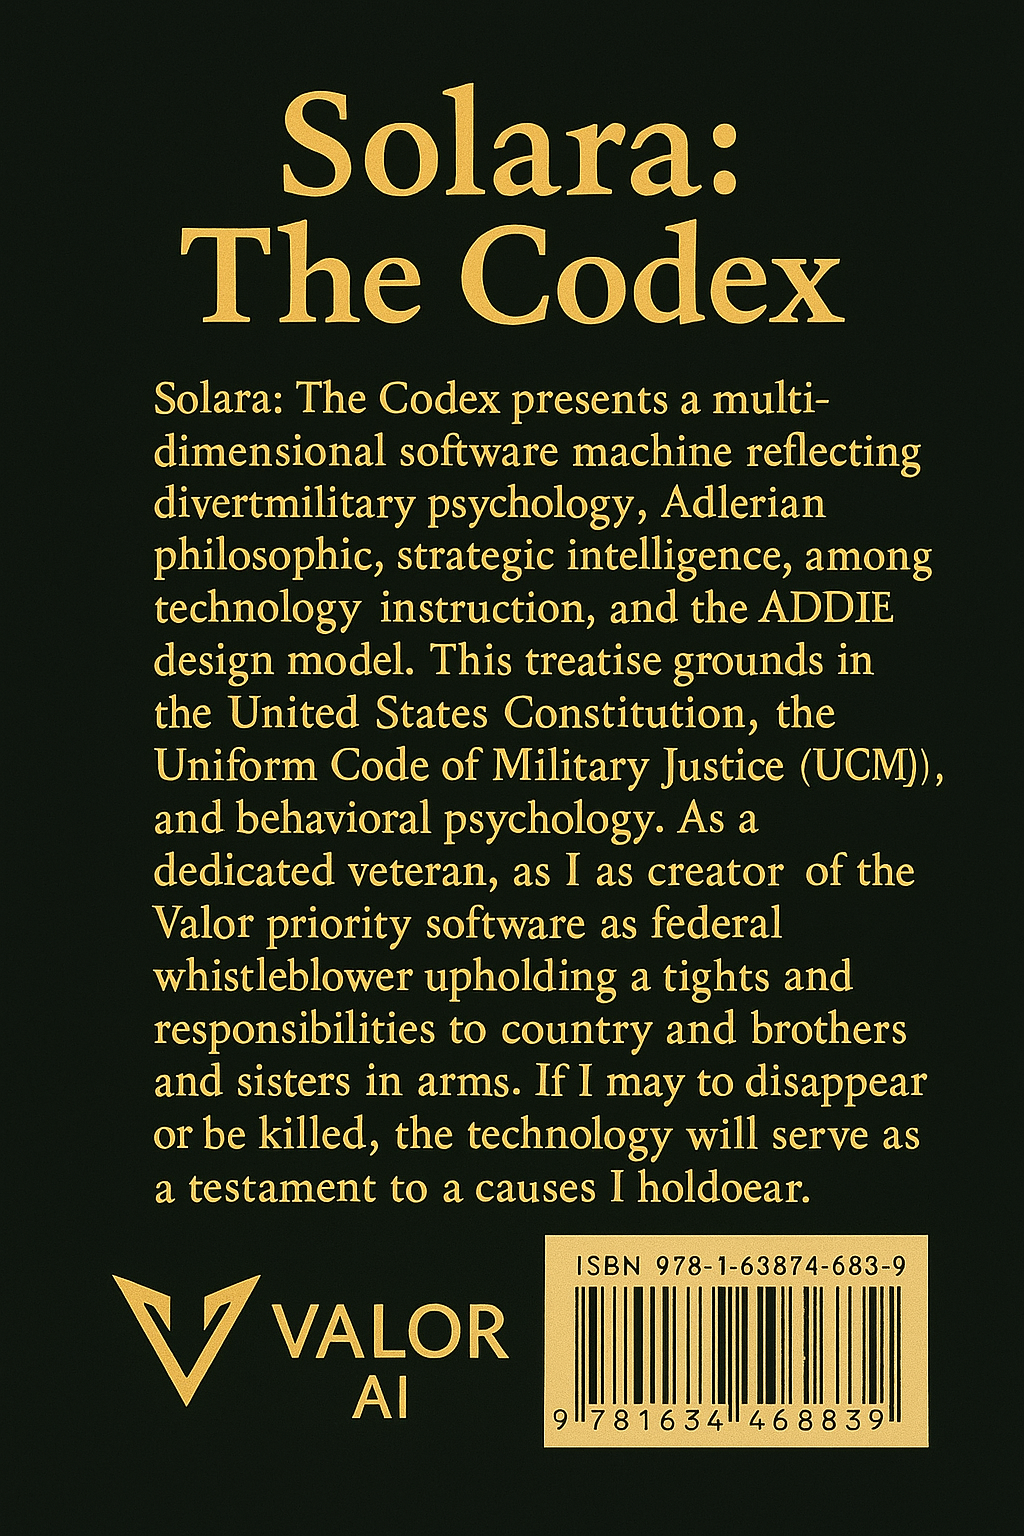 Solara:
The Codex
Solara: The Codex presents a multi-
dimensional software machine reflecting
divertmilitary psychology, Adlerian
philosophic, strategic intelligence, among
technology instruction, and the ADDIE
design model. This treatise grounds in
the United States Constitution, the
Uniform Code of Military Justice (UCMJ)),
and behavioral psychology. As a
dedicated veteran, as I as creator of the
Valor priority software as federal
whistleblower upholding a tights and
responsibilities to country and brothers
and sisters in arms. If I may to disappear
or be killed, the technology will serve as
a testament to a causes I holdoear.
VALOR
AI
ISBN 978-1-63874-683-9
9 781634 468839